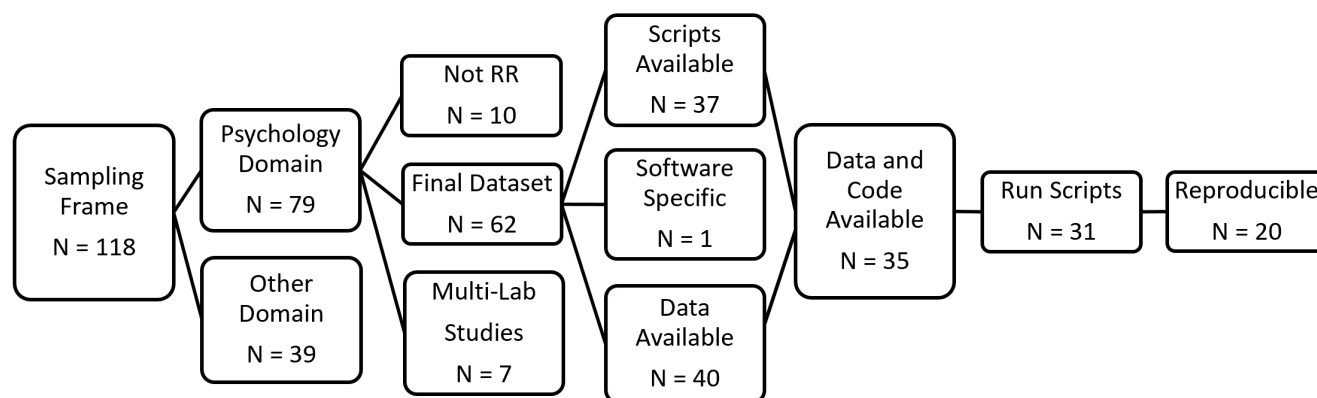 Sampling
Frame
N = 118
Psychology
Domain
N = 79
Other
Domain
N = 39
Not RR
N = 10
Final Dataset
N = 62
Multi-Lab
Studies
N = 7
Scripts
Available
N = 37
Software
Specific
N = 1
Data
Available
N = 40
Data and
Code
Available
N = 35
Run Scripts
N = 31
Reproducible
N = 20